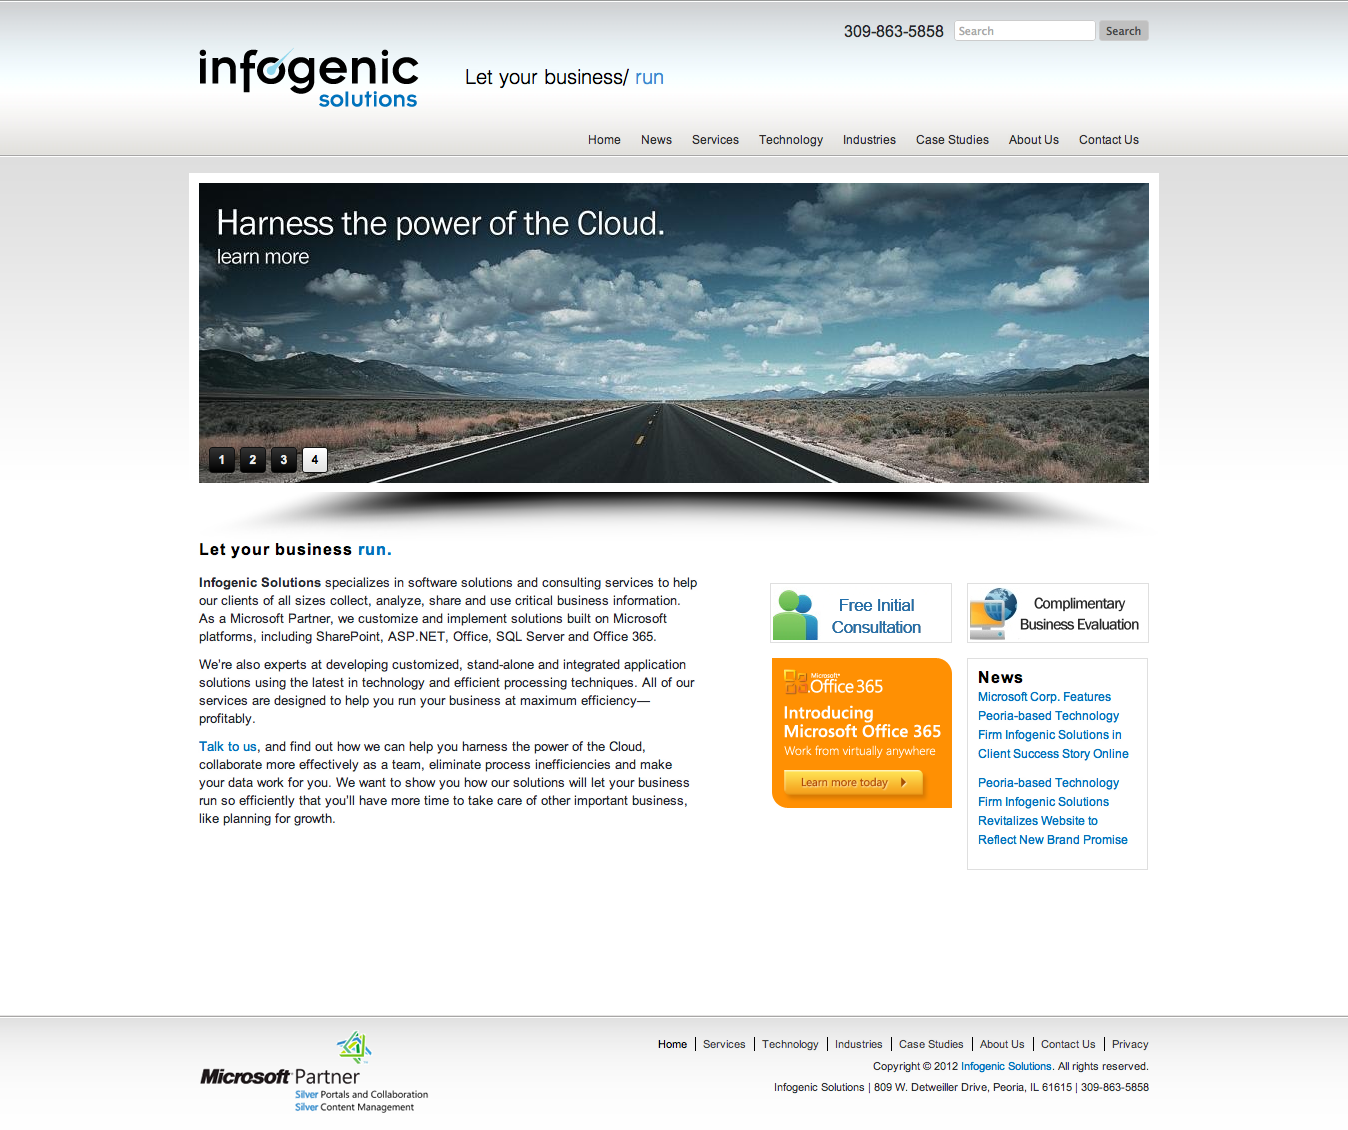 309-863-5858 Search Search
infogenic
solutions
Let your business/ run
Home News Services Technology Industries Case Studies About Us Contact Us
Harness the power of the Cloud.
learn more
1 2 3 4
Let your business run.
Infogenic Solutions specializes in software solutions and consulting services to help
our clients of all sizes collect, analyze, share and use critical business information.
As a Microsoft Partner, we customize and implement solutions built on Microsoft
platforms, including SharePoint, ASP.NET, Office, SQL Server and Office 365.
We're also experts at developing customized, stand-alone and integrated application
solutions using the latest in technology and efficient processing techniques. All of our
services are designed to help you run your business at maximum efficiency—
profitably.
Talk to us, and find out how we can help you harness the power of the Cloud,
collaborate more effectively as a team, eliminate process inefficiencies and make
your data work for you. We want to show you how our solutions will let your business
run so efficiently that you'll have more time to take care of other important business,
like planning for growth.
Free Initial
Consultation
Complimentary
Business Evaluation
Microsoft
Office 365
Introducing
Microsoft Office 365
Work from virtually anywhere
Learn more today
News
Microsoft Corp. Features
Peoria-based Technology
Firm Infogenic Solutions in
Client Success Story Online
Peoria-based Technology
Firm Infogenic Solutions
Revitalizes Website to
Reflect New Brand Promise
Microsoft Partner
Silver Portals and Collaboration
Silver Content Management
Home | Services | Technology | Industries | Case Studies | About Us | Contact Us | Privacy
Copyright © 2012 Infogenic Solutions. All rights reserved.
Infogenic Solutions | 809 W. Detweiller Drive, Peoria, IL 61615 | 309-863-5858